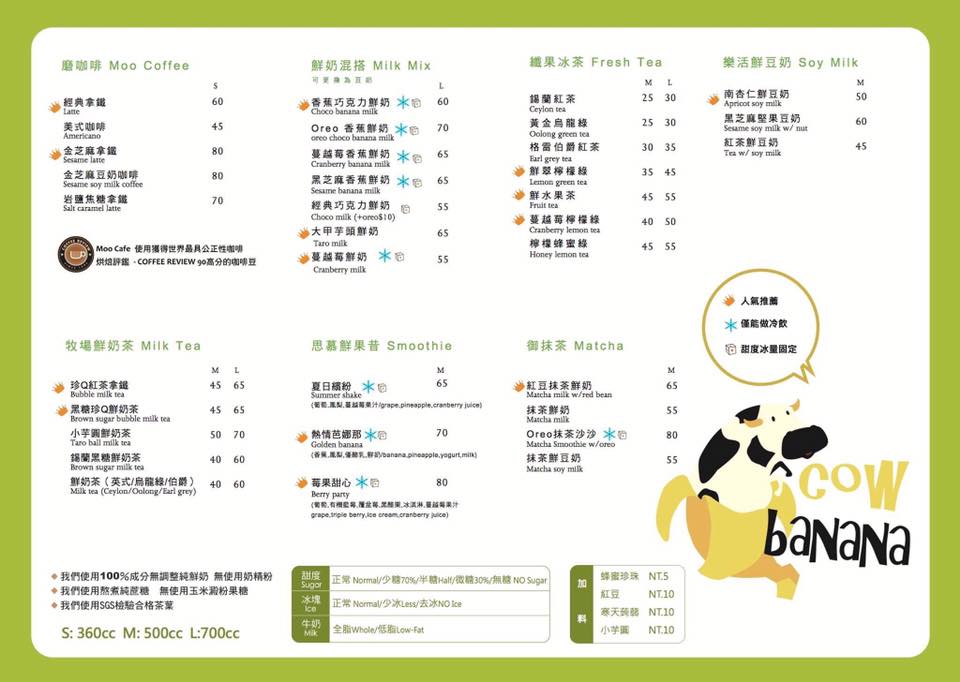 磨咖啡 Moo Coffee
S
經典拿鐵 60
Latte
美式咖啡 45
Americano
金芝麻拿鐵 80
Sesame latte
金芝麻豆奶咖啡 80
Sesame soy milk coffee
岩鹽焦糖拿鐵 70
Salt caramel latte
COFFEE REVIEW
Moo Cafe 使用獲得世界最具公正性咖啡
烘焙評鑑 - COFFEE REVIEW 90高分的咖啡豆
鮮奶混搭 Milk Mix
可更換為豆奶
L
香蕉巧克力鮮奶 60
Choco banana milk
Oreo 香蕉鮮奶 70
oreo choco banana milk
蔓越莓香蕉鮮奶 65
Cranberry banana milk
黑芝麻香蕉鮮奶 65
Sesame banana milk
經典巧克力鮮奶 55
Choco milk (+oreo$10)
大甲芋頭鮮奶 65
Taro milk
蔓越莓鮮奶 55
Cranberry milk
纖果冰茶 Fresh Tea
M L
錫蘭紅茶 25 30
Ceylon tea
黃金烏龍綠 25 30
Oolong green tea
格雷伯爵紅茶 30 35
Earl grey tea
鮮翠檸檬綠 35 45
Lemon green tea
鮮水果茶 45 55
Fruit tea
蔓越莓檸檬綠 40 50
Cranberry lemon tea
檸檬蜂蜜綠 45 55
Honey lemon tea
樂活鮮豆奶 Soy Milk
M
南杏仁鮮豆奶 50
Apricot soy milk
黑芝麻堅果豆奶 60
Sesame soy milk w/ nut
紅茶鮮豆奶 45
Tea w/ soy milk
人氣推薦
僅能做冷飲
甜度冰量固定
牧場鮮奶茶 Milk Tea
M L
珍Q紅茶拿鐵 45 65
Bubble milk tea
黑糖珍Q鮮奶茶 45 65
Brown sugar bubble milk tea
小芋圓鮮奶茶 50 70
Taro ball milk tea
錫蘭黑糖鮮奶茶 40 60
Brown sugar milk tea
鮮奶茶（英式/烏龍綠/伯爵） 40 60
Milk tea (Ceylon/Oolong/Earl grey)
思慕鮮果昔 Smoothie
M
夏日繽紛 65
Summer shake
(葡萄,鳳梨,蔓越莓果汁/grape,pineapple,cranberry juice)
熱情芭娜那 70
Golden banana
(香蕉,鳳梨,優酪乳,鮮奶/banana,pineapple,yogurt,milk)
莓果甜心 80
Berry party
(葡萄,有機藍莓,覆盆莓,黑醋果,冰淇淋,蔓越莓果汁
grape,triple berry,ice cream,cranberry juice)
御抹茶 Matcha
M
紅豆抹茶鮮奶 65
Matcha milk w/red bean
抹茶鮮奶 55
Matcha milk
Oreo抹茶沙沙 80
Matcha Smoothie w/oreo
抹茶鮮豆奶 55
Matcha soy milk
cow
banana
我們使用100%成分無調整純鮮奶 無使用奶精粉
我們使用熬煮純蔗糖 無使用玉米澱粉果糖
我們使用SGS檢驗合格茶葉
S: 360cc M: 500cc L:700cc
甜度 Sugar 正常 Normal/少糖70%/半糖Half/微糖30%/無糖 NO Sugar
冰塊 Ice 正常 Normal/少冰Less/去冰NO Ice
牛奶 Milk 全脂Whole/低脂Low-Fat
加料
蜂蜜珍珠 NT.5
紅豆 NT.10
寒天蒟蒻 NT.10
小芋圓 NT.10